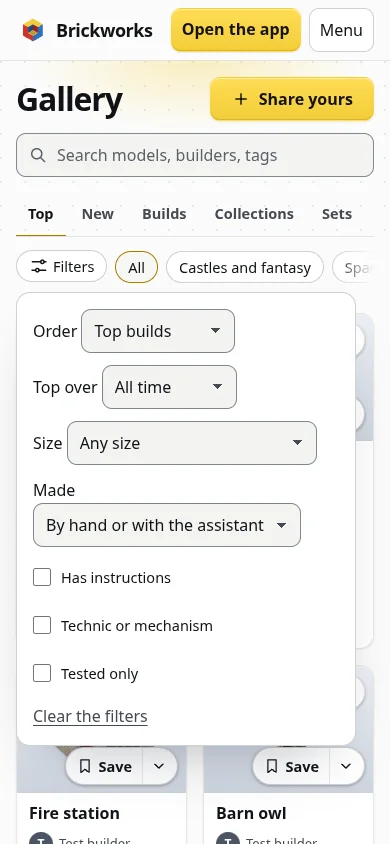 Brickworks
Open the app
Menu
Gallery
Share yours
Search models, builders, tags
Top
New
Builds
Collections
Sets
Filters
All
Castles and fantasy
Order Top builds
Top over All time
Size Any size
Made
By hand or with the assistant
Has instructions
Technic or mechanism
Tested only
Clear the filters
Save
Save
Fire station
Barn owl
T Test builder
T Test builder